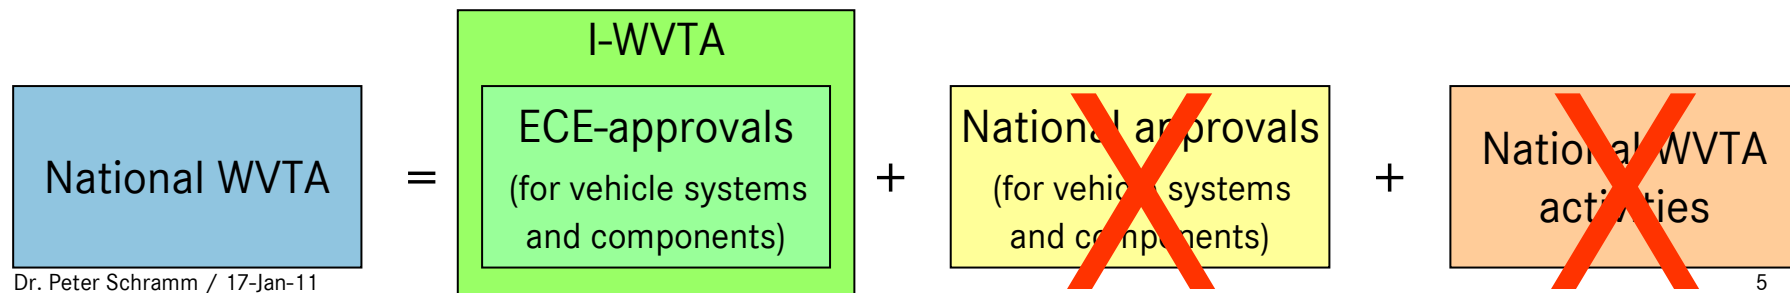 I-WVTA
National WVTA
=
ECE-approvals
(for vehicle systems
and components)
+
National approvals
(for vehicle systems
and components)
+
National WVTA
activities
Dr. Peter Schramm / 17-Jan-11
5